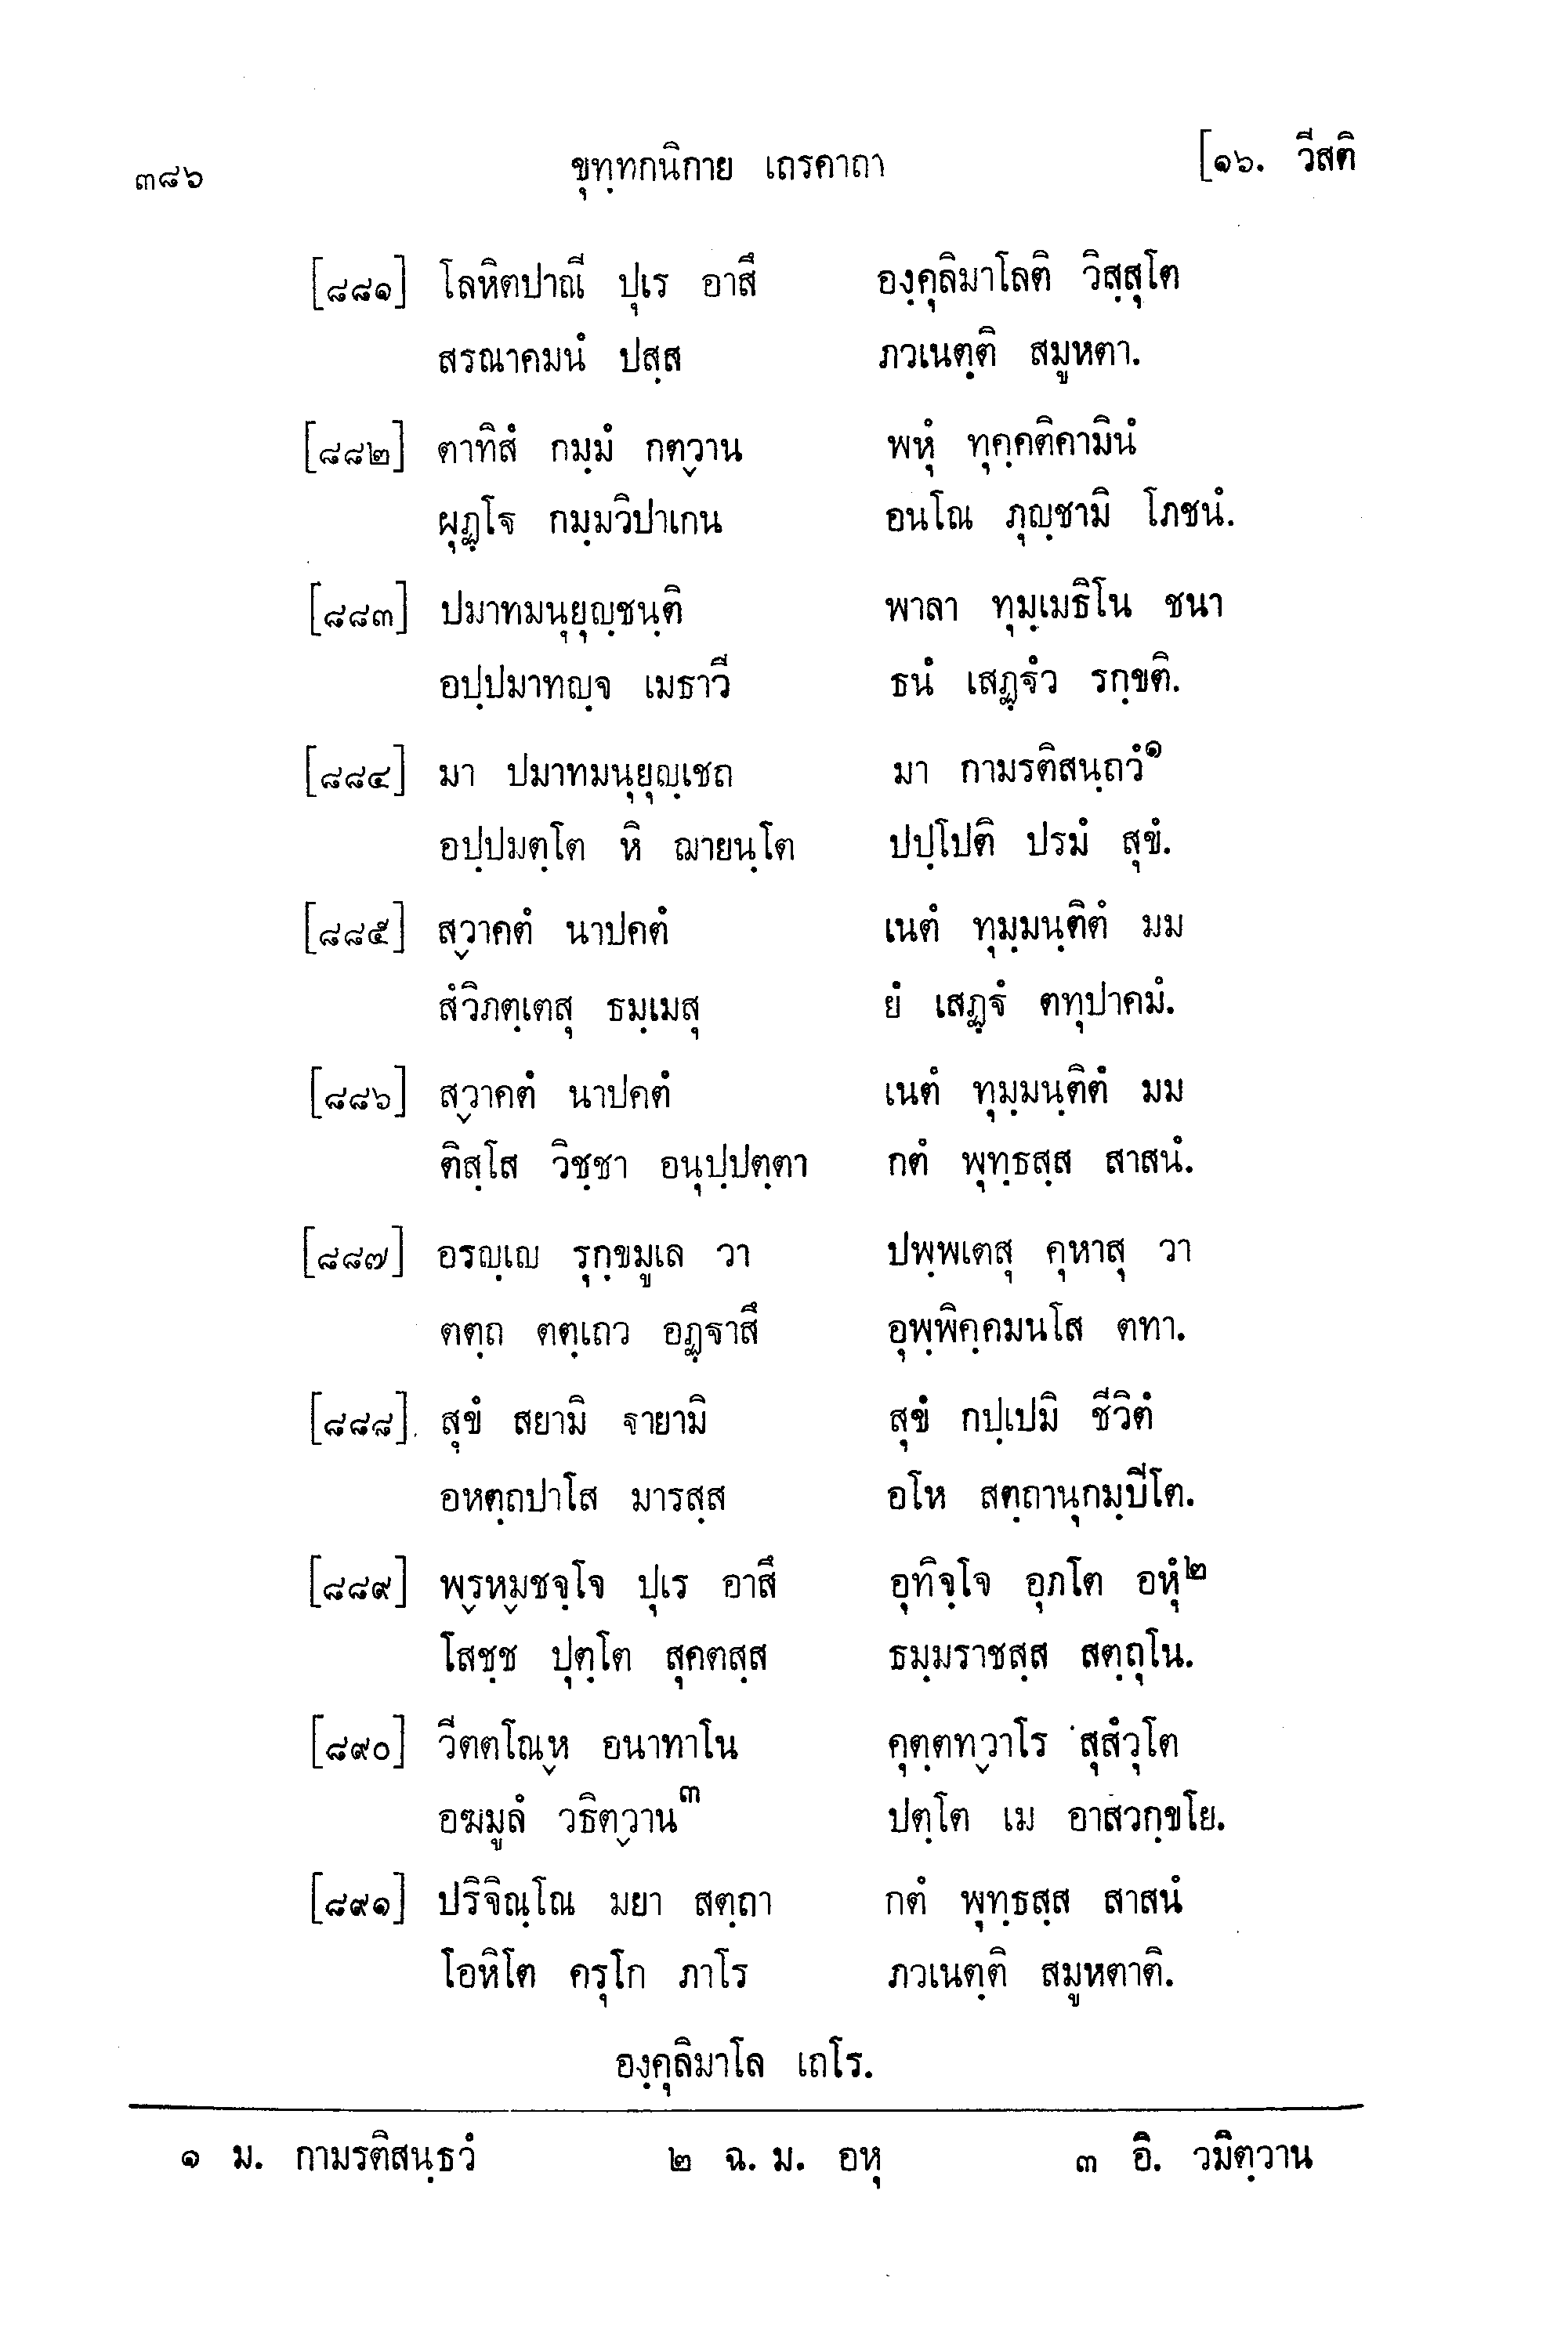 ๓๘๖ ขุทฺทกนิกาย เถรคาถา [๑๖. วีสติ
[๘๘๑] โลหิตปาณี ปุเร อาสึ องฺคุลิมาโลติ วิสฺสุโต
สรณาคมนํ ปสฺส ภวเนตฺติ สมูหตา.
[๘๘๒] ตาทิสํ กมฺมํ กตฺวาน พหุํ ทุคฺคติคามินํ
ผุฏฺโฐ กมฺมวิปาเกน อนโณ ภุญฺชามิ โภชนํ.
[๘๘๓] ปมาทมนุยุญฺชนฺติ พาลา ทุมฺเมธิโน ชนา
อปฺปมาทญฺจ เมธาวี ธนํ เสฏฺฐํว รกฺขติ.
[๘๘๔] มา ปมาทมนุยุญฺเชถ มา กามรติสนฺถวํ๑
อปฺปมตฺโต หิ ฌายนฺโต ปปฺโปติ ปรมํ สุขํ.
[๘๘๕] สฺวาคตํ นาปคตํ เนตํ ทุมฺมนฺติตํ มม
สํวิภตฺเตสุ ธมฺเมสุ ยํ เสฏฺฐํ ตทุปาคมํ.
[๘๘๖] สฺวาคตํ นาปคตํ เนตํ ทุมฺมนฺติตํ มม
ติสฺโส วิชฺชา อนุปฺปตฺตา กตํ พุทฺธสฺส สาสนํ.
[๘๘๗] อรญฺเญ รุกฺขมูเล วา ปพฺพเตสุ คุหาสุ วา
ตตฺถ ตตฺเถว อฏฺฐาสึ อุพฺพิคฺคมนโส ตทา.
[๘๘๘] สุขํ สยามิ ฐายามิ สุขํ กปฺเปมิ ชีวิตํ
อหตฺถปาโส มารสฺส อโห สตฺถานุกมฺปิโต.
[๘๘๙] พฺรหฺมชจฺโจ ปุเร อาสึ อุทิจฺโจ อุภโต อหุํ๒
โสชฺช ปุตฺโต สุคตสฺส ธมฺมราชสฺส สตฺถุโน.
[๘๙๐] วีตตโณฺห อนาทาโน คุตฺตทฺวาโร สุสํวุโต
อฆมูลํ วธิตฺวาน๓ ปตฺโต เม อาสวกฺขโย.
[๘๙๑] ปริจิณฺโณ มยา สตฺถา กตํ พุทฺธสฺส สาสนํ
โอหิโต ครุโก ภาโร ภวเนตฺติ สมูหตาติ.
องฺคุลิมาโล เถโร.
๑ ม. กามรติสนฺธวํ ๒ ฉ. ม. อหุ ๓ อิ. วมิตฺวาน